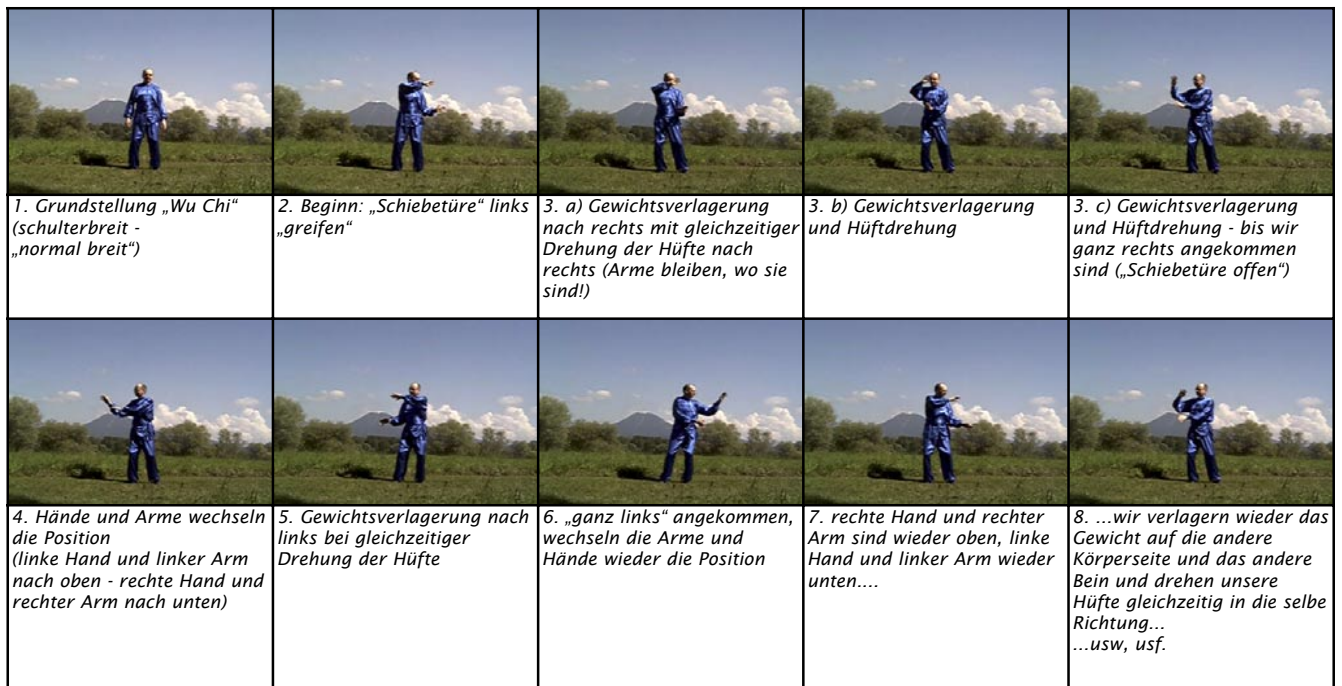 1. Grundstellung „Wu Chi“
(schulterbreit -
„normal breit“)
2. Beginn: „Schiebetüre“ links
„greifen“
3. a) Gewichtsverlagerung
nach rechts mit gleichzeitiger
Drehung der Hüfte nach
rechts (Arme bleiben, wo sie
sind!)
3. b) Gewichtsverlagerung
und Hüftdrehung
3. c) Gewichtsverlagerung
und Hüftdrehung - bis wir
ganz rechts angekommen
sind („Schiebetüre offen“)
4. Hände und Arme wechseln
die Position
(linke Hand und linker Arm
nach oben - rechte Hand und
rechter Arm nach unten)
5. Gewichtsverlagerung nach
links bei gleichzeitiger
Drehung der Hüfte
6. „ganz links“ angekommen,
wechseln die Arme und
Hände wieder die Position
7. rechte Hand und rechter
Arm sind wieder oben, linke
Hand und linker Arm wieder
unten....
8. ...wir verlagern wieder das
Gewicht auf die andere
Körperseite und das andere
Bein und drehen unsere
Hüfte gleichzeitig in die selbe
Richtung...
...usw, usf.